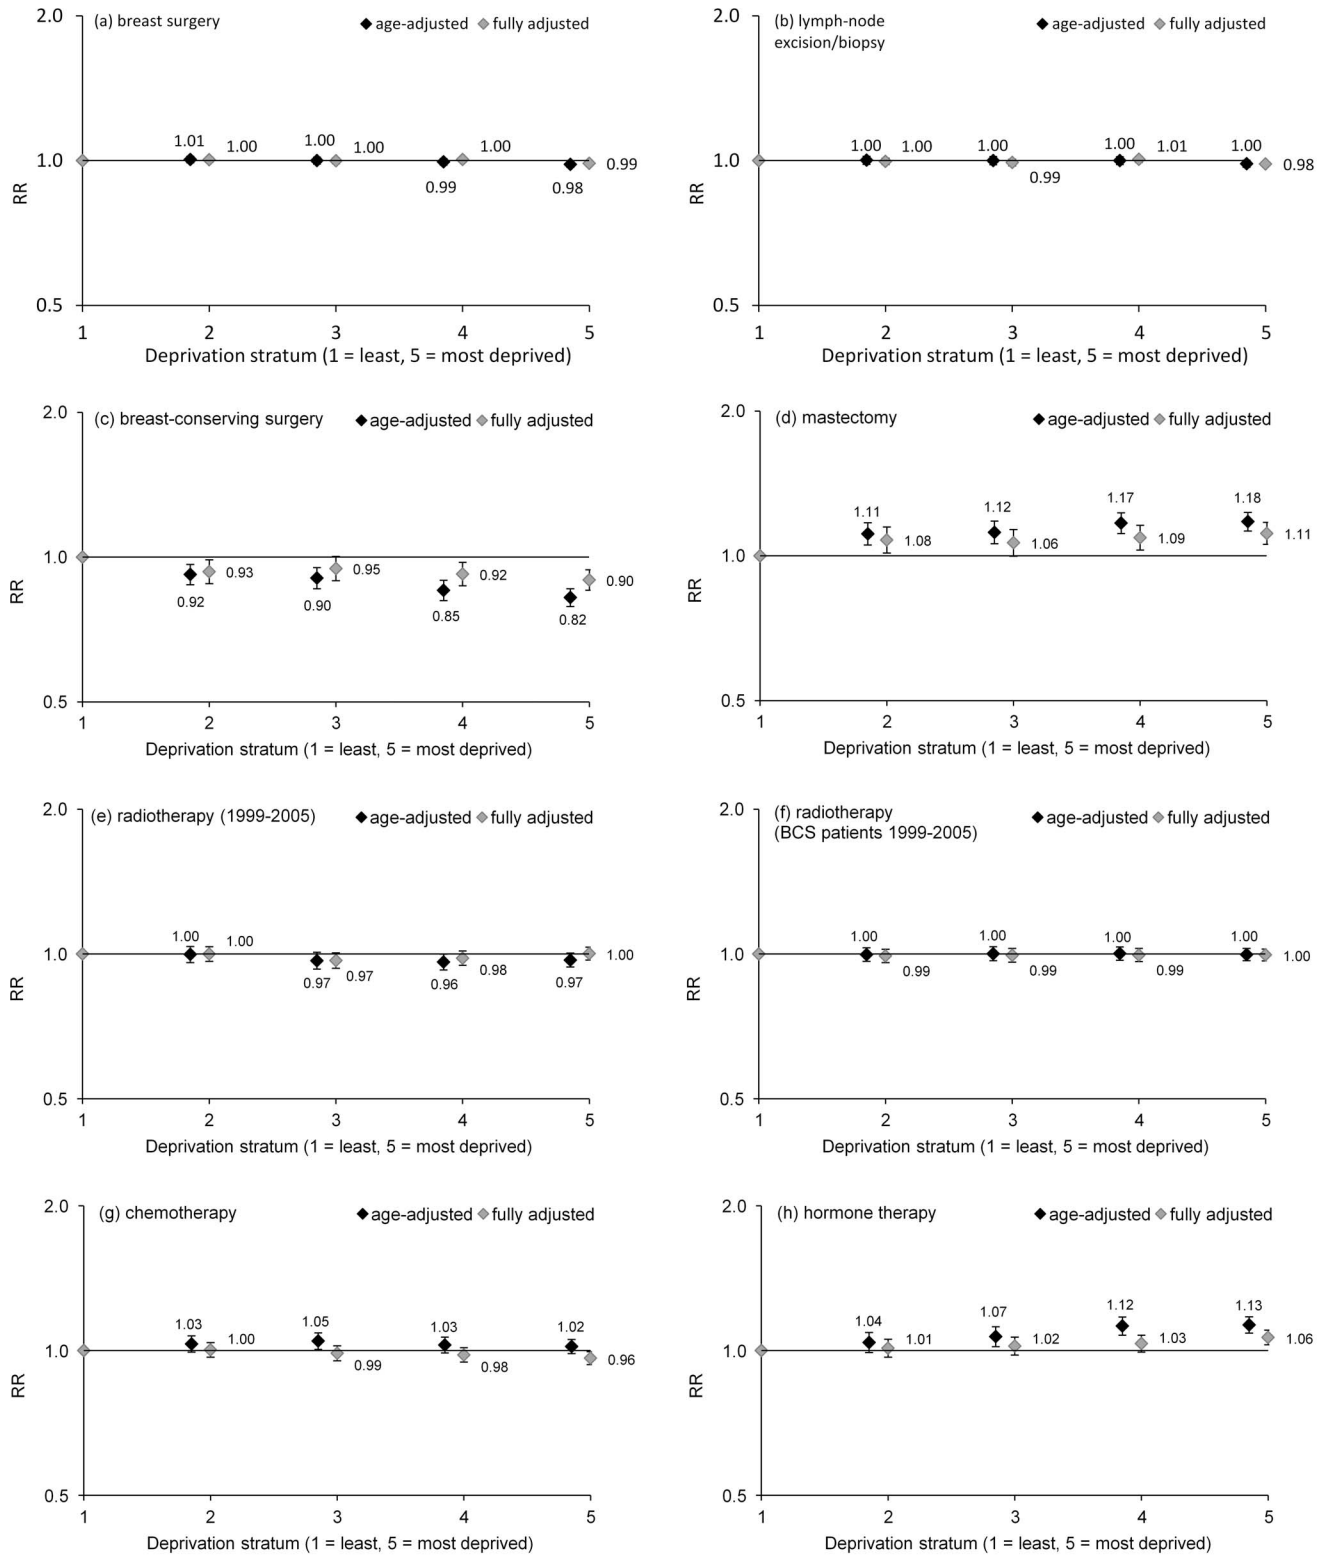 2.0
(a) breast surgery
age-adjusted fully adjusted
1.01 1.00 1.00 1.00 1.00
1.0
0.99
0.99 0.98
RR
0.5
1 2 3 4 5
Deprivation stratum (1 = least, 5 = most deprived)
2.0
(b) lymph-node
excision/biopsy
age-adjusted fully adjusted
1.00 1.00 1.00 1.00 1.01 1.00
1.0
0.98
0.99
RR
0.5
1 2 3 4 5
Deprivation stratum (1 = least, 5 = most deprived)
2.0
(c) breast-conserving surgery
age-adjusted fully adjusted
1.0
0.93 0.95 0.92 0.90
0.92 0.90 0.85 0.82
RR
0.5
1 2 3 4 5
Deprivation stratum (1 = least, 5 = most deprived)
2.0
(d) mastectomy
age-adjusted fully adjusted
1.11 1.12 1.17 1.18
1.08 1.06 1.09 1.11
1.0
RR
0.5
1 2 3 4 5
Deprivation stratum (1 = least, 5 = most deprived)
2.0
(e) radiotherapy (1999-2005)
age-adjusted fully adjusted
1.00 1.00
1.0
1.00
0.97 0.97 0.96 0.98 0.97
RR
0.5
1 2 3 4 5
Deprivation stratum (1 = least, 5 = most deprived)
2.0
(f) radiotherapy
(BCS patients 1999-2005)
age-adjusted fully adjusted
1.00 1.00 1.00 1.00
1.0
1.00
0.99 0.99 0.99
RR
0.5
1 2 3 4 5
Deprivation stratum (1 = least, 5 = most deprived)
2.0
(g) chemotherapy
age-adjusted fully adjusted
1.03 1.05 1.03 1.02
1.00
1.0
0.99 0.98 0.96
RR
0.5
1 2 3 4 5
Deprivation stratum (1 = least, 5 = most deprived)
2.0
(h) hormone therapy
age-adjusted fully adjusted
1.04 1.07 1.12 1.13
1.01 1.02 1.03 1.06
1.0
RR
0.5
1 2 3 4 5
Deprivation stratum (1 = least, 5 = most deprived)